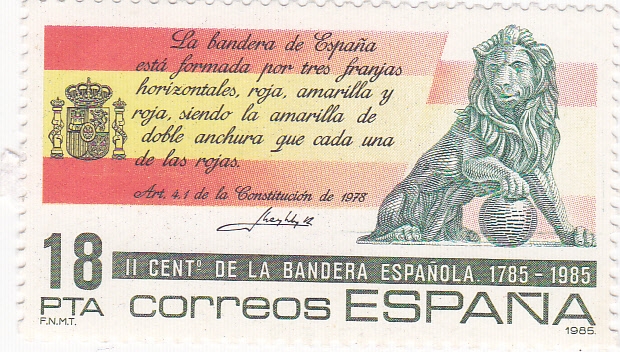 La bandera de España
está formada por tres franjas
horizontales, roja, amarilla y
roja, siendo la amarilla de
doble anchura que cada una
de las rojas.
Art. 4.1 de la Constitución de 1978
18
PTA
II CENTº DE LA BANDERA ESPAÑOLA. 1785-1985
correos ESPAÑA
F.N.M.T.
1985.